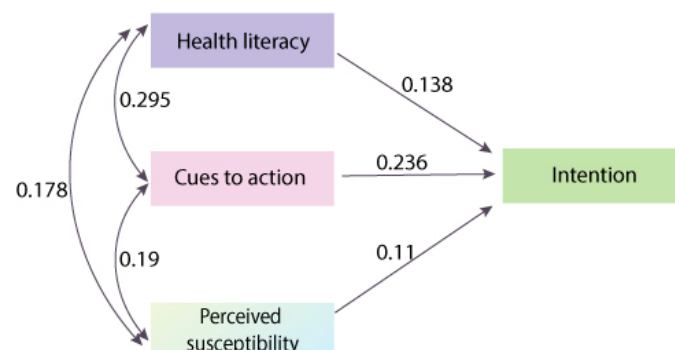 Health literacy
0.138
0.295
Cues to action
0.236
Intention
0.178
0.19
0.11
Perceived
susceptibility